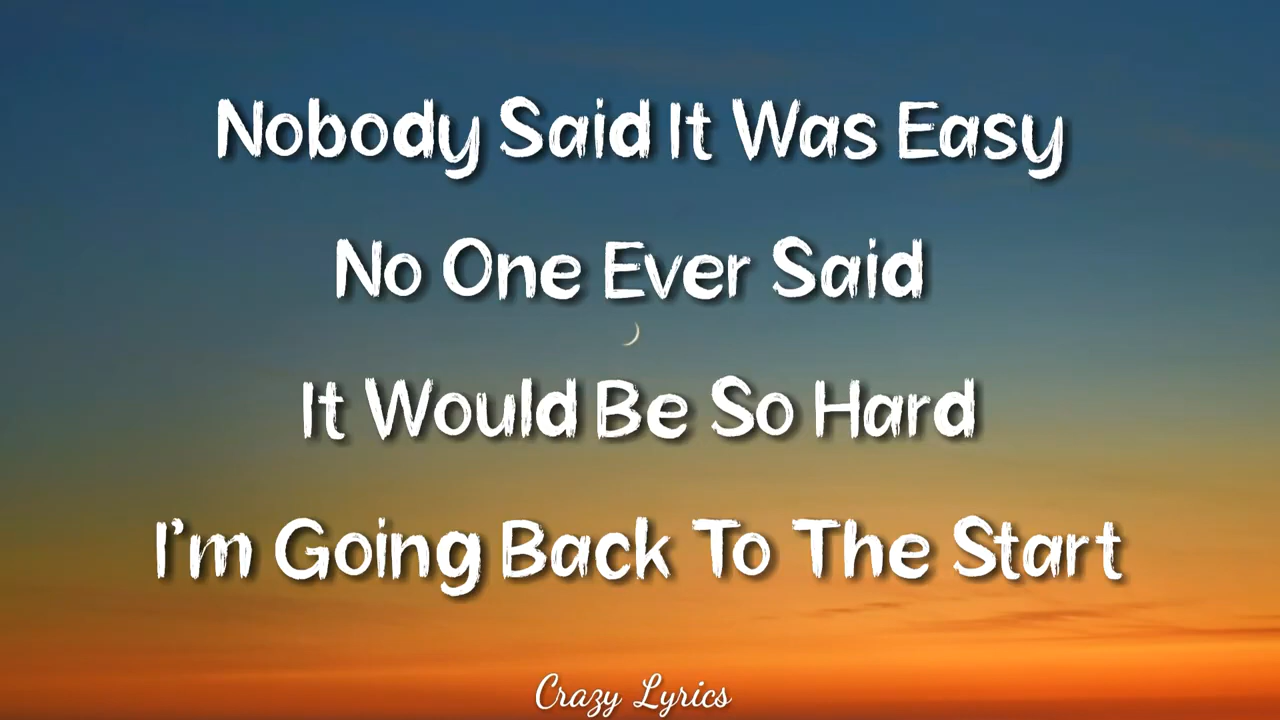 Nobody Said It Was Easy
No One Ever Said
It Would Be So Hard
I'm Going Back To The Start
Crazy Lyrics